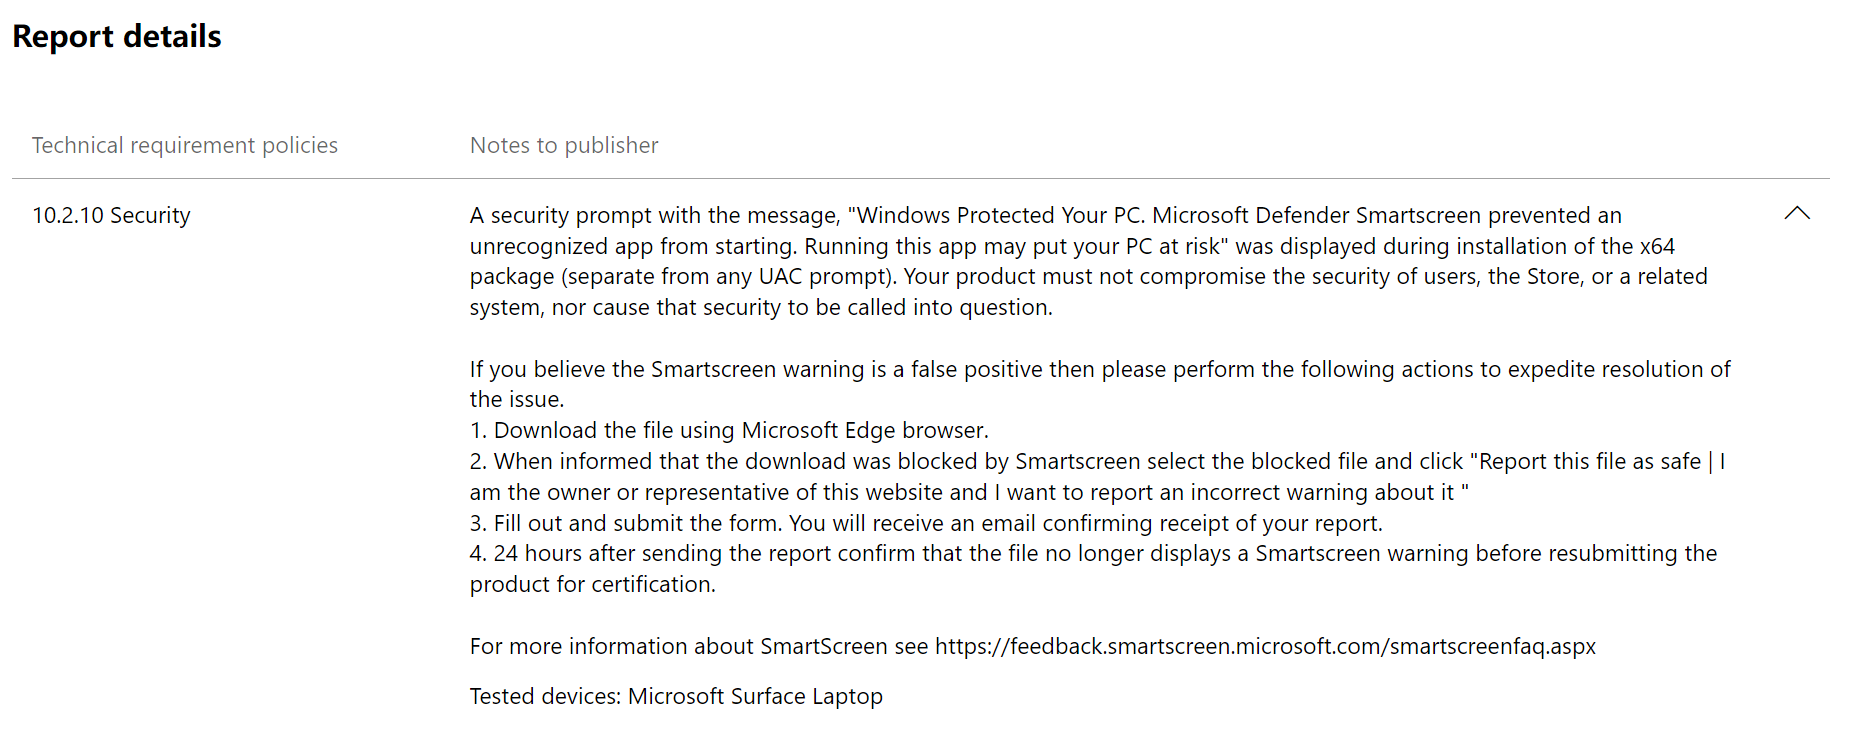 Report details
Technical requirement policies
Notes to publisher
10.2.10 Security
A security prompt with the message, "Windows Protected Your PC. Microsoft Defender Smartscreen prevented an
unrecognized app from starting. Running this app may put your PC at risk" was displayed during installation of the x64
package (separate from any UAC prompt). Your product must not compromise the security of users, the Store, or a related
system, nor cause that security to be called into question.
If you believe the Smartscreen warning is a false positive then please perform the following actions to expedite resolution of
the issue.
1. Download the file using Microsoft Edge browser.
2. When informed that the download was blocked by Smartscreen select the blocked file and click "Report this file as safe | I
am the owner or representative of this website and I want to report an incorrect warning about it "
3. Fill out and submit the form. You will receive an email confirming receipt of your report.
4. 24 hours after sending the report confirm that the file no longer displays a Smartscreen warning before resubmitting the
product for certification.
For more information about SmartScreen see https://feedback.smartscreen.microsoft.com/smartscreenfaq.aspx
Tested devices: Microsoft Surface Laptop